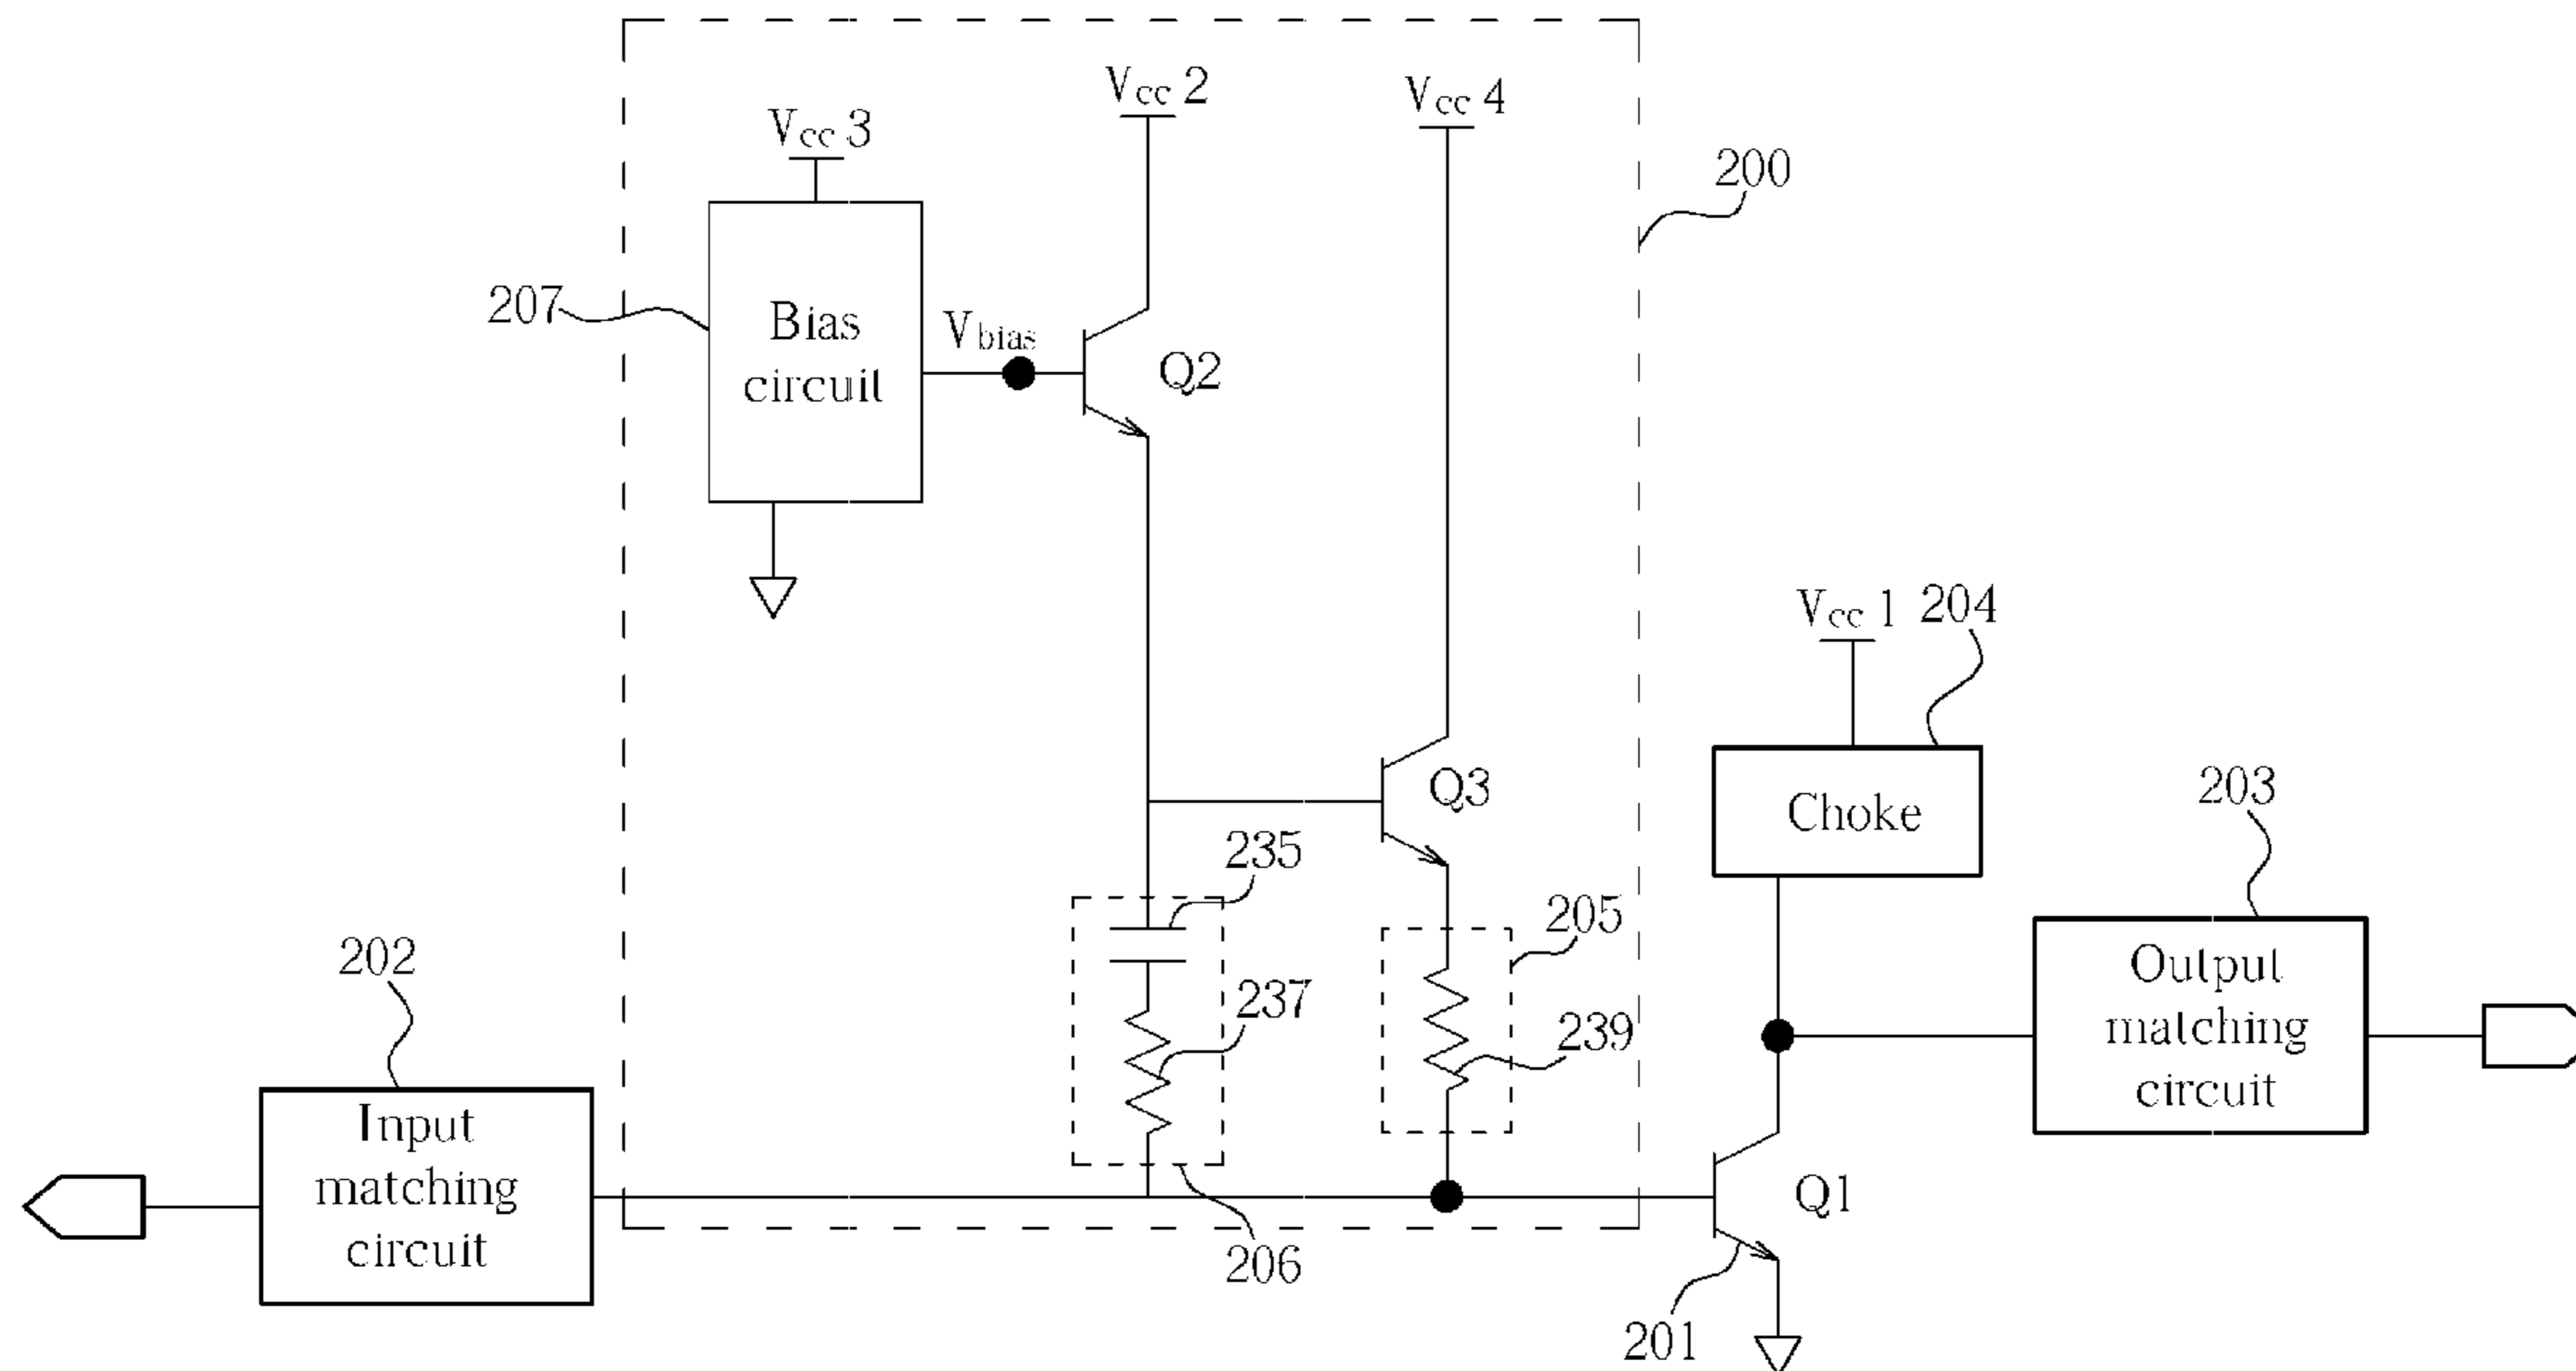 Vcc 2
Vcc 4
Vcc 3
200
207
Bias
circuit
Vbias
Q2
Vcc 1
204
Q3
Choke
203
235
205
Output
matching
circuit
202
237
239
Input
matching
circuit
Q1
206
201